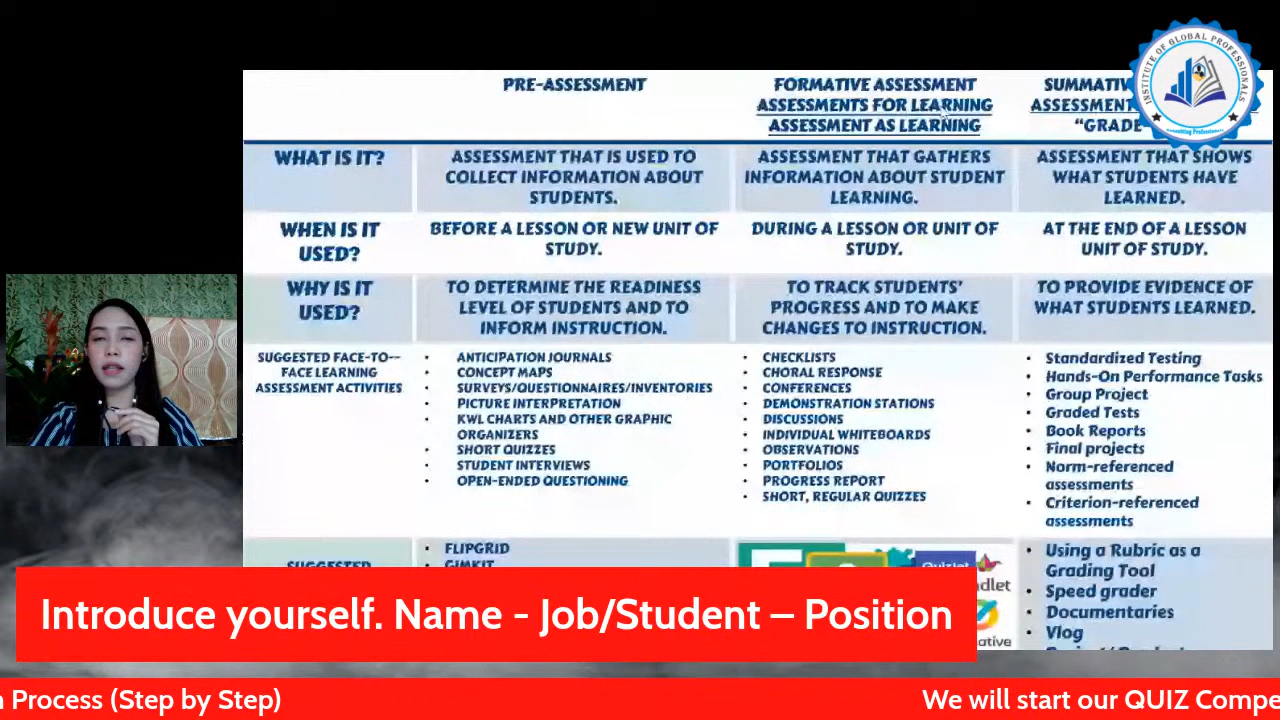 PRE-ASSESSMENT
FORMATIVE ASSESSMENT
ASSESSMENTS FOR LEARNING
ASSESSMENT AS LEARNING
ASSESSMENT
"GRADE
INSTITUTE OF GLOBAL PROFESSIONALS
WHAT IS IT?
ASSESSMENT THAT IS USED TO
COLLECT INFORMATION ABOUT
STUDENTS.
ASSESSMENT THAT GATHERS
INFORMATION ABOUT STUDENT
LEARNING.
ASSESSMENT THAT SHOWS
WHAT STUDENTS HAVE
LEARNED.
WHEN IS IT
USED?
BEFORE A LESSON OR NEW UNIT OF
STUDY.
DURING A LESSON OR UNIT OF
STUDY.
AT THE END OF A LESSON
UNIT OF STUDY.
WHY IS IT
USED?
TO DETERMINE THE READINESS
LEVEL OF STUDENTS AND TO
INFORM INSTRUCTION.
TO TRACK STUDENTS'
PROGRESS AND TO MAKE
CHANGES TO INSTRUCTION.
TO PROVIDE EVIDENCE OF
WHAT STUDENTS LEARNED.
SUGGESTED FACE-TO--
FACE LEARNING
ASSESSMENT ACTIVITIES
• ANTICIPATION JOURNALS
• CONCEPT MAPS
• SURVEYS/QUESTIONNAIRES/INVENTORIES
• PICTURE INTERPRETATION
• KWL CHARTS AND OTHER GRAPHIC
ORGANIZERS
• SHORT QUIZZES
• STUDENT INTERVIEWS
• OPEN-ENDED QUESTIONING
• CHECKLISTS
• CHORAL RESPONSE
• CONFERENCES
• DEMONSTRATION STATIONS
• DISCUSSIONS
• INDIVIDUAL WHITEBOARDS
• OBSERVATIONS
• PORTFOLIOS
• PROGRESS REPORT
• SHORT, REGULAR QUIZZES
• Standardized Testing
• Hands-On Performance Tasks
• Group Project
• Graded Tests
• Book Reports
• Final projects
• Norm-referenced
assessments
• Criterion-referenced
assessments
SUGGESTED
• FLIPGRID
• GIMKIT
• Using a Rubric as a
Grading Tool
• Speed grader
• Documentaries
• Vlog
Introduce yourself. Name - Job/Student – Position
n Process (Step by Step)
We will start our QUIZ Compe